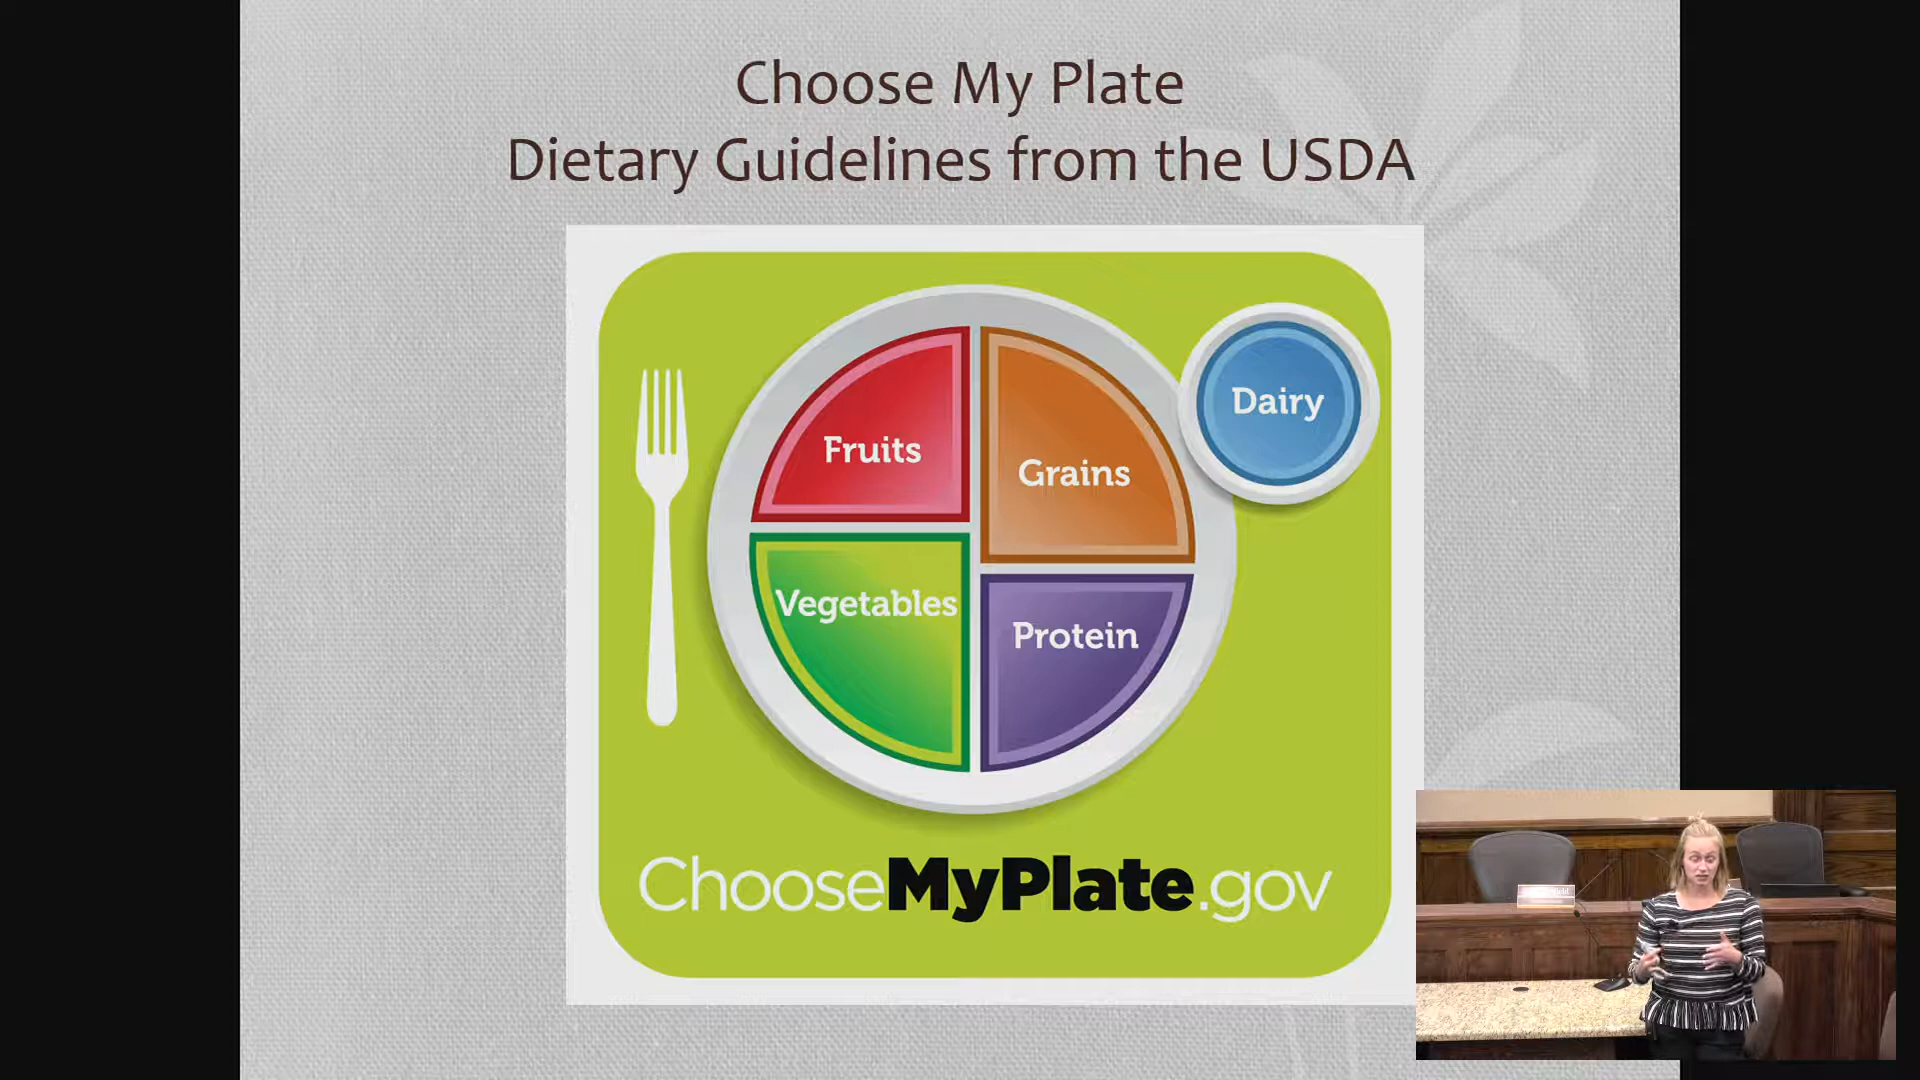 Choose My Plate
Dietary Guidelines from the USDA
Fruits
Grains
Dairy
Vegetables
Protein
ChooseMyPlate.gov